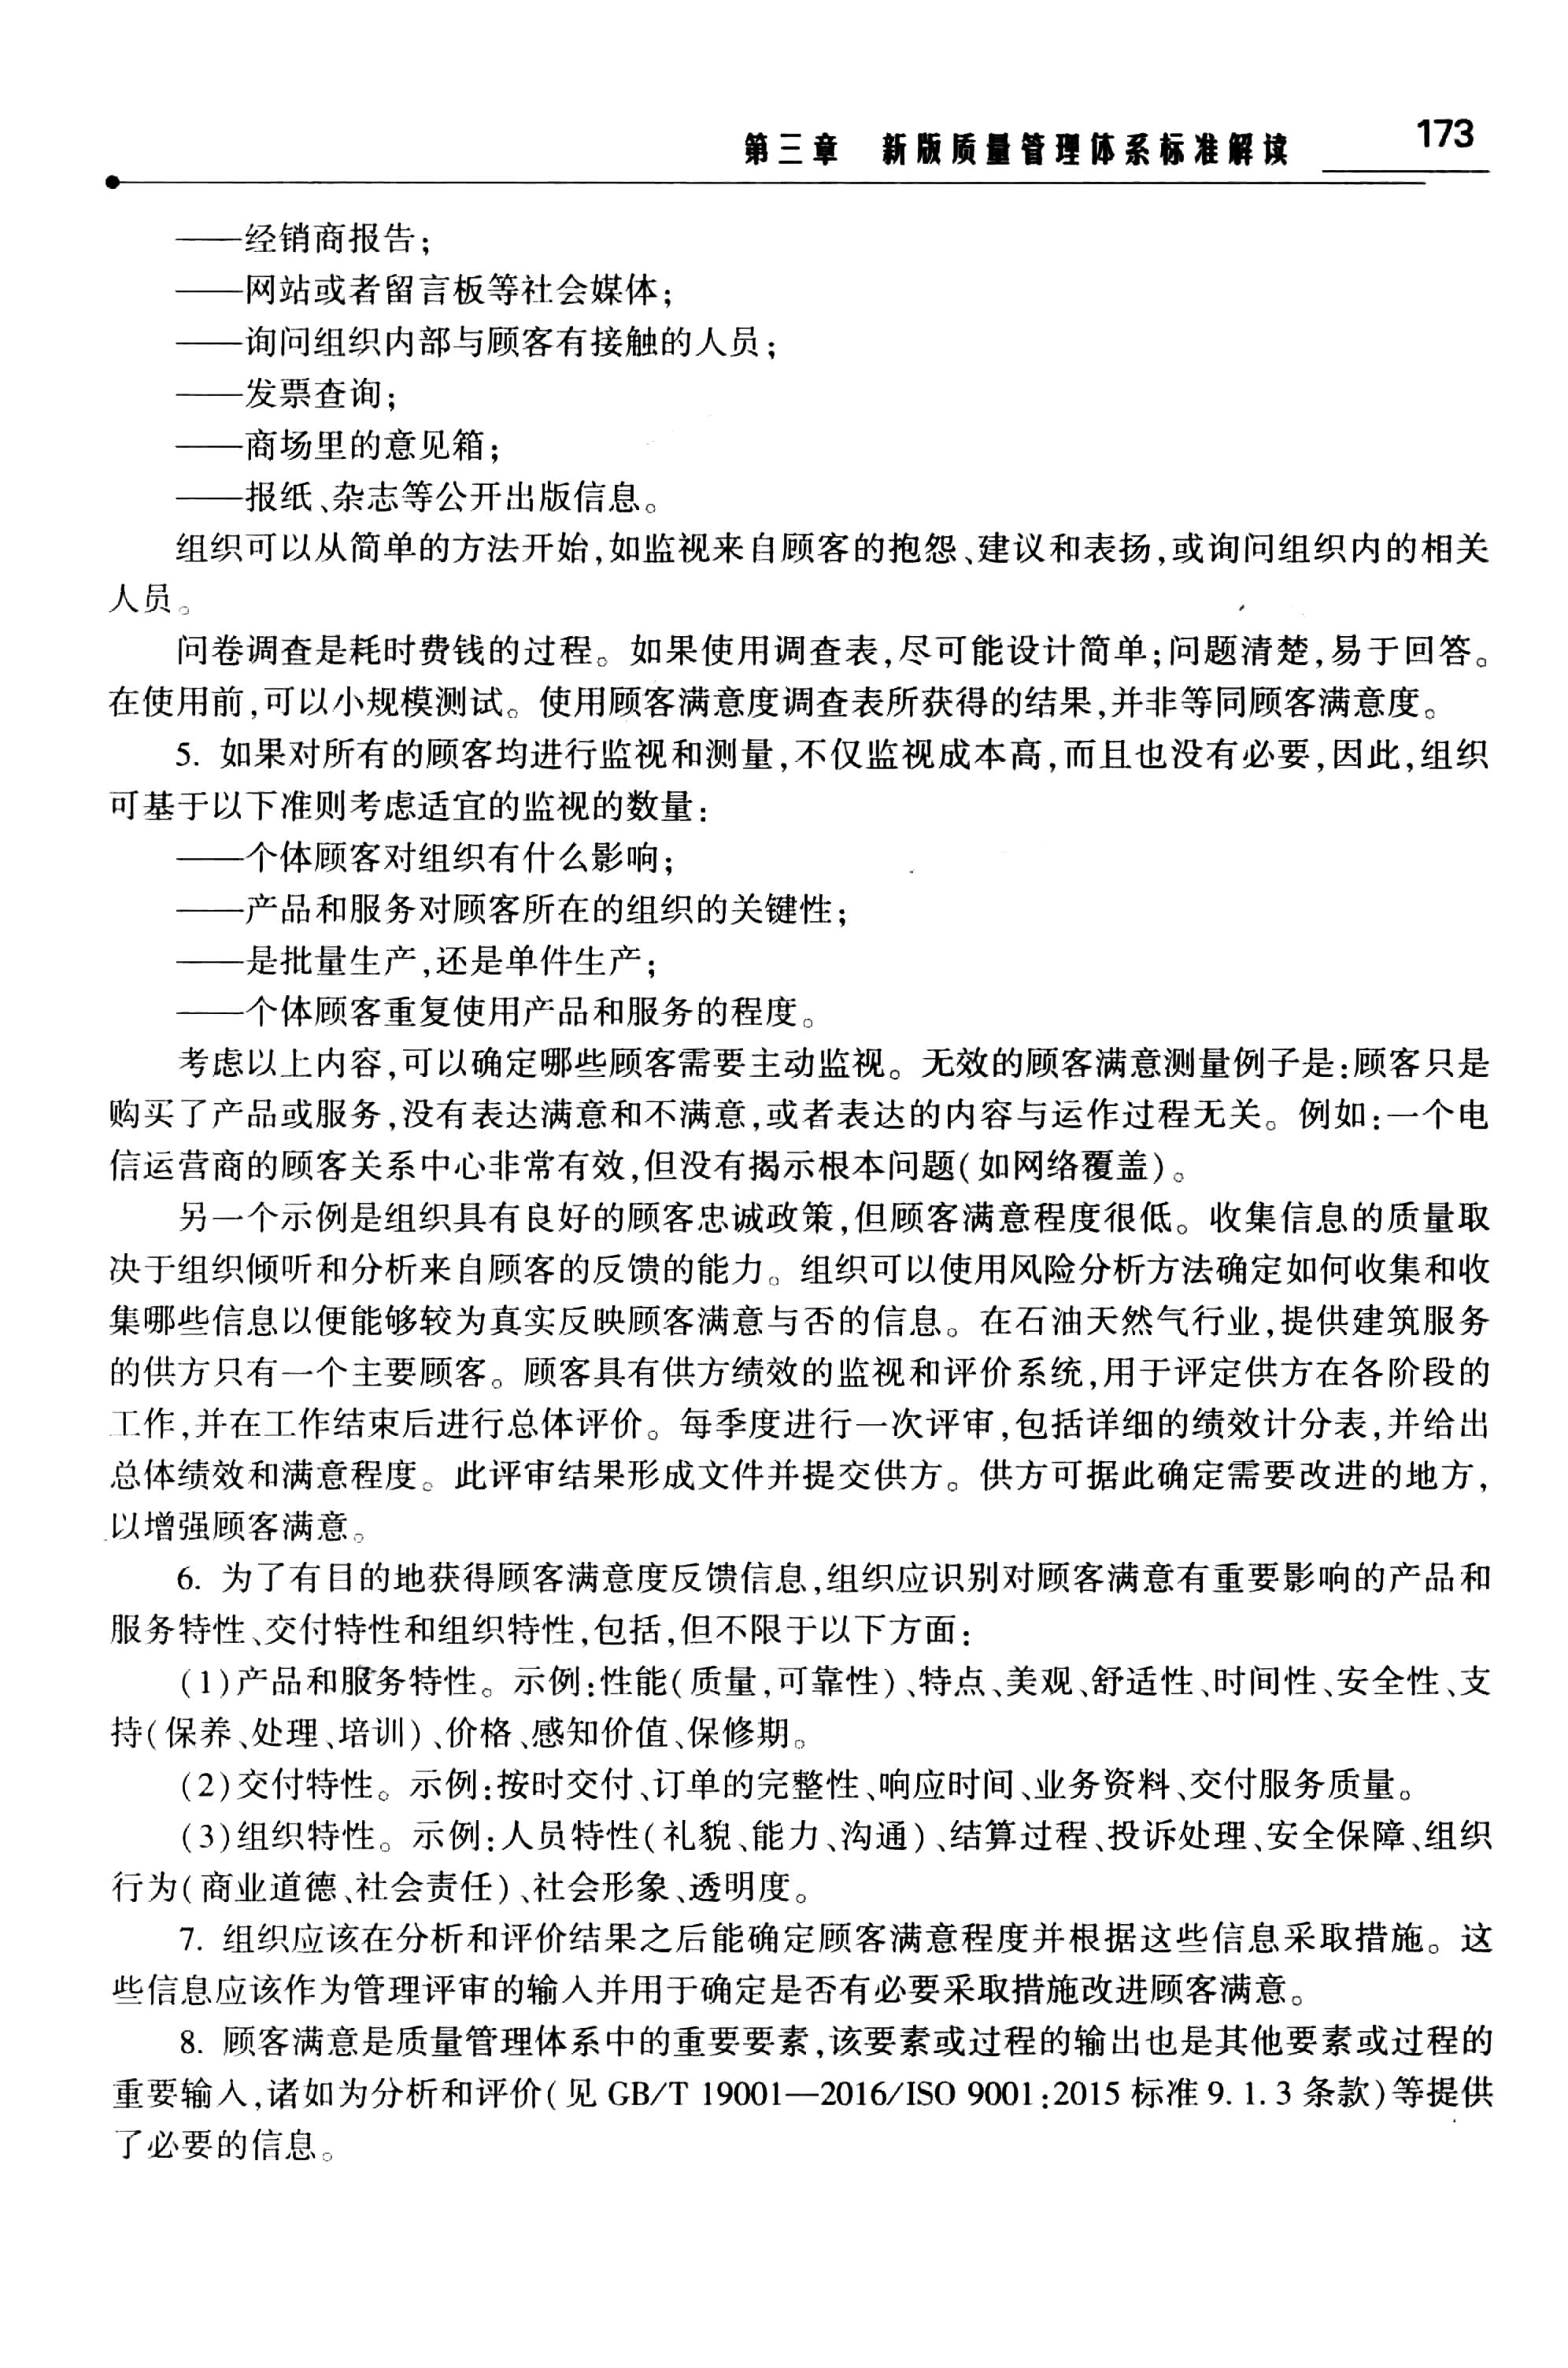 第三章 新版质量管理体系标准解读 173
——经销商报告；
——网站或者留言板等社会媒体；
——询问组织内部与顾客有接触的人员；
——发票查询；
——商场里的意见箱；
——报纸、杂志等公开出版信息。
组织可以从简单的方法开始，如监视来自顾客的抱怨、建议和表扬，或询问组织内的相关
人员。
问卷调查是耗时费钱的过程。如果使用调查表，尽可能设计简单；问题清楚，易于回答。
在使用前，可以小规模测试。使用顾客满意度调查表所获得的结果，并非等同顾客满意度。
5. 如果对所有的顾客均进行监视和测量，不仅监视成本高，而且也没有必要，因此，组织
可基于以下准则考虑适宜的监视的数量：
——个体顾客对组织有什么影响；
——产品和服务对顾客所在的组织的关键性；
——是批量生产，还是单件生产；
——个体顾客重复使用产品和服务的程度。
考虑以上内容，可以确定哪些顾客需要主动监视。无效的顾客满意测量例子是：顾客只是
购买了产品或服务，没有表达满意和不满意，或者表达的内容与运作过程无关。例如：一个电
信运营商的顾客关系中心非常有效，但没有揭示根本问题(如网络覆盖)。
另一个示例是组织具有良好的顾客忠诚政策，但顾客满意程度很低。收集信息的质量取
决于组织倾听和分析来自顾客的反馈的能力。组织可以使用风险分析方法确定如何收集和收
集哪些信息以便能够较为真实反映顾客满意与否的信息。在石油天然气行业，提供建筑服务
的供方只有一个主要顾客。顾客具有供方绩效的监视和评价系统，用于评定供方在各阶段的
工作，并在工作结束后进行总体评价。每季度进行一次评审，包括详细的绩效计分表，并给出
总体绩效和满意程度。此评审结果形成文件并提交供方。供方可据此确定需要改进的地方，
以增强顾客满意。
6. 为了有目的地获得顾客满意度反馈信息，组织应识别对顾客满意有重要影响的产品和
服务特性、交付特性和组织特性，包括，但不限于以下方面：
(1)产品和服务特性。示例：性能(质量，可靠性)、特点、美观、舒适性、时间性、安全性、支
持(保养、处理、培训)、价格、感知价值、保修期。
(2)交付特性。示例：按时交付、订单的完整性、响应时间、业务资料、交付服务质量。
(3)组织特性。示例：人员特性(礼貌、能力、沟通)、结算过程、投诉处理、安全保障、组织
行为(商业道德、社会责任)、社会形象、透明度。
7. 组织应该在分析和评价结果之后能确定顾客满意程度并根据这些信息采取措施。这
些信息应该作为管理评审的输入并用于确定是否有必要采取措施改进顾客满意。
8. 顾客满意是质量管理体系中的重要要素，该要素或过程的输出也是其他要素或过程的
重要输入，诸如为分析和评价(见 GB/T 19001—2016/ISO 9001：2015 标准 9. 1. 3 条款)等提供
了必要的信息。